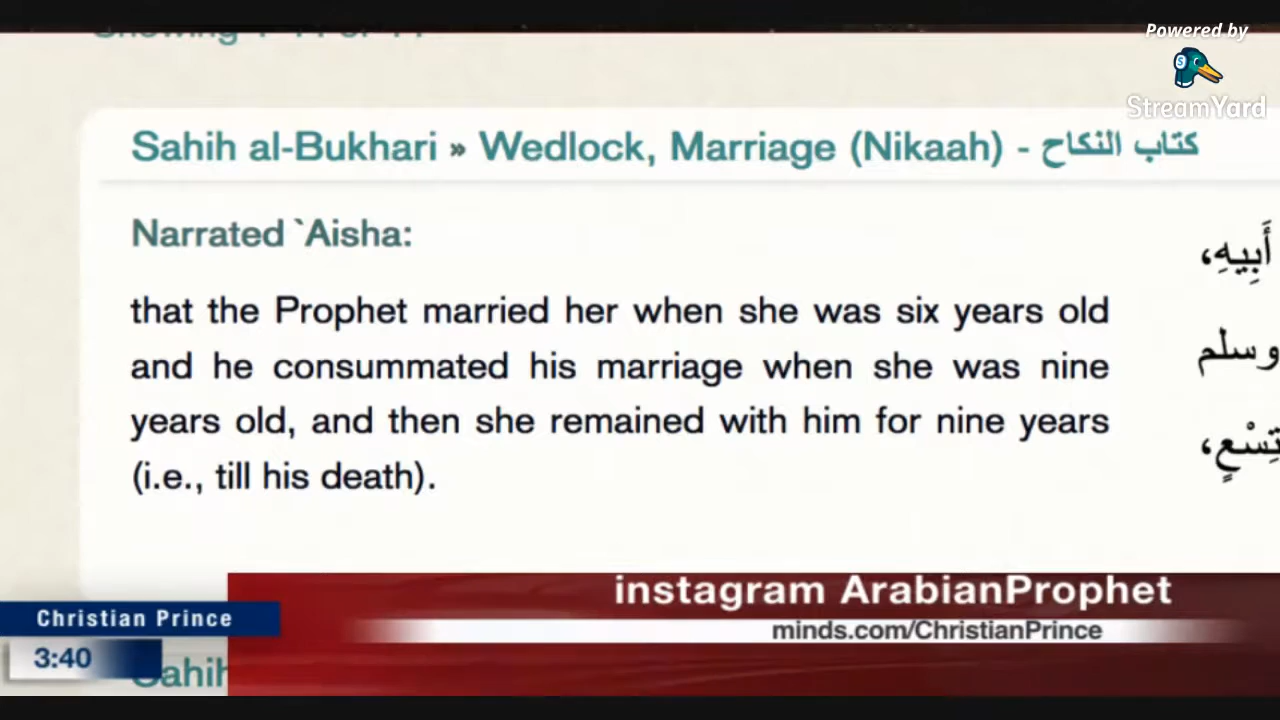 Powered by
StreamYard
Sahih al-Bukhari » Wedlock, Marriage (Nikaah) - كتاب النكاح
Narrated `Aisha:
أَبِيهِ،
that the Prophet married her when she was six years old
and he consummated his marriage when she was nine
وسلم
years old, and then she remained with him for nine years
تِسْعٍ،
(i.e., till his death).
instagram ArabianProphet
Christian Prince
minds.com/ChristianPrince
3:40